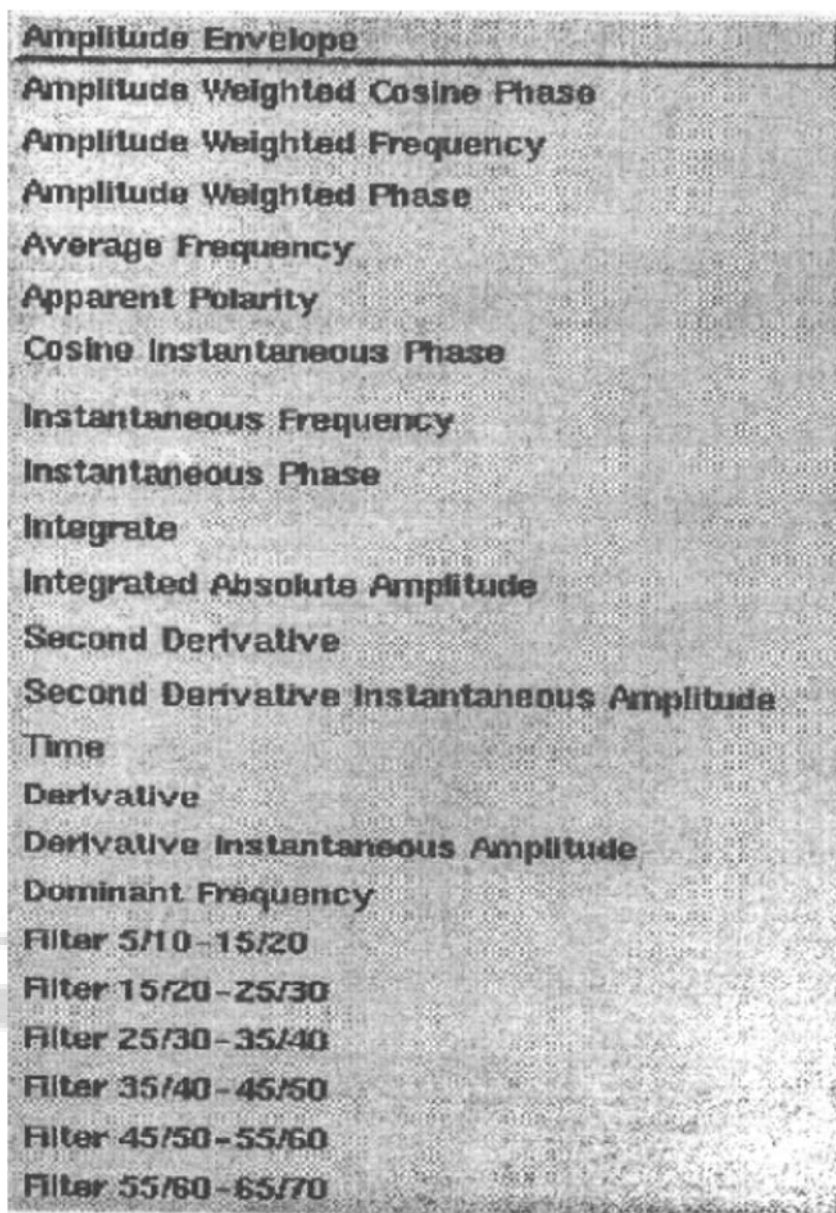 Amplitude Envelope
Amplitude Weighted Cosine Phase
Amplitude Weighted Frequency
Amplitude Weighted Phase
Average Frequency
Apparent Polarity
Cosine Instantaneous Phase
Instantaneous Frequency
Instantaneous Phase
Integrate
Integrated Absolute Amplitude
Second Derivative
Second Derivative Instantaneous Amplitude
Time
Derivative
Derivative Instantaneous Amplitude
Dominant Frequency
Filter 5/10-15/20
Filter 15/20-25/30
Filter 25/30-35/40
Filter 35/40-45/50
Filter 45/50-55/60
Filter 55/60-65/70